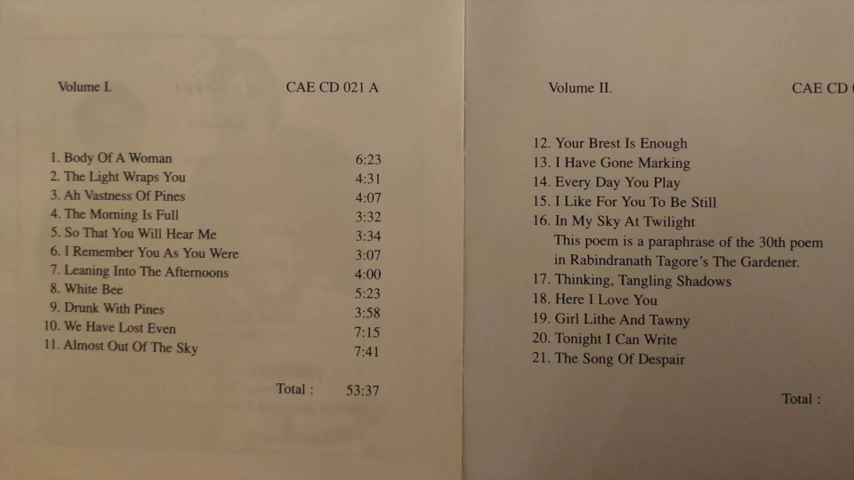 Volume I. CAE CD 021 A
1. Body Of A Woman 6:23
2. The Light Wraps You 4:31
3. Ah Vastness Of Pines 4:07
4. The Morning Is Full 3:32
5. So That You Will Hear Me 3:34
6. I Remember You As You Were 3:07
7. Leaning Into The Afternoons 4:00
8. White Bee 5:23
9. Drunk With Pines 3:58
10. We Have Lost Even 7:15
11. Almost Out Of The Sky 7:41
Total : 53:37
Volume II. CAE CD
12. Your Brest Is Enough
13. I Have Gone Marking
14. Every Day You Play
15. I Like For You To Be Still
16. In My Sky At Twilight
This poem is a paraphrase of the 30th poem
in Rabindranath Tagore's The Gardener.
17. Thinking, Tangling Shadows
18. Here I Love You
19. Girl Lithe And Tawny
20. Tonight I Can Write
21. The Song Of Despair
Total :